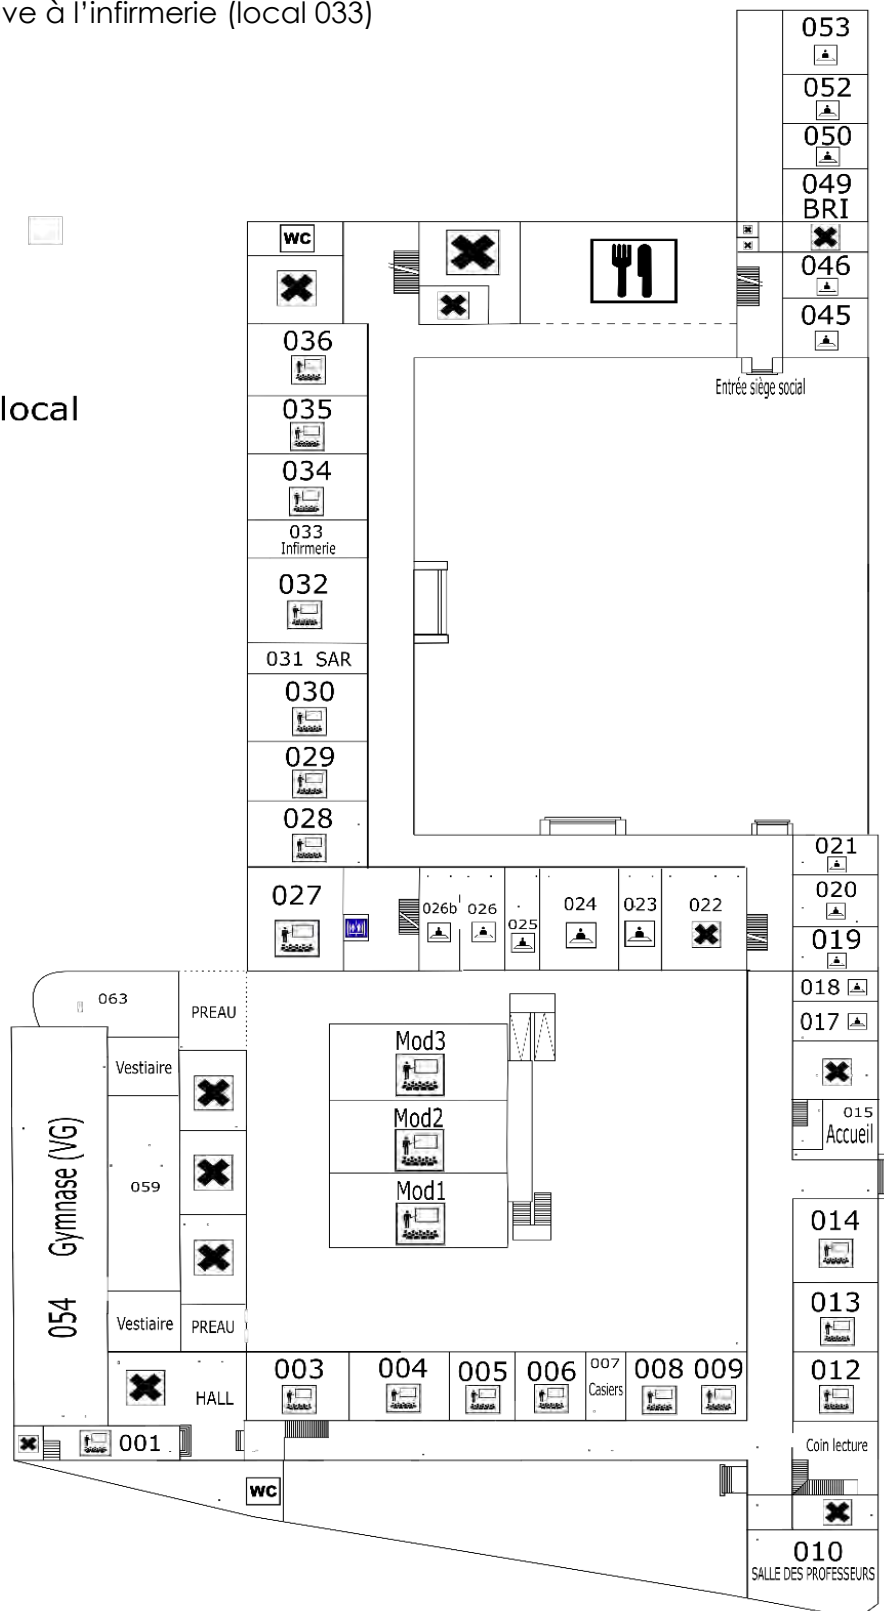 ve à l'infirmerie (local 033)
053
052
050
049
BRI
WC
046
045
036
Entrée siège social
035
local
034
033
Infirmerie
032
031 SAR
030
029
028
021
027
026b
026
025
024
023
022
020
019
018
017
063
PREAU
Mod3
Vestiaire
Mod2
015
Accueil
054 Gymnase (VG)
059
Mod1
014
013
Vestiaire
PREAU
003
004
005
006
007
Casiers
008
009
012
HALL
001
Coin lecture
WC
010
SALLE DES PROFESSEURS